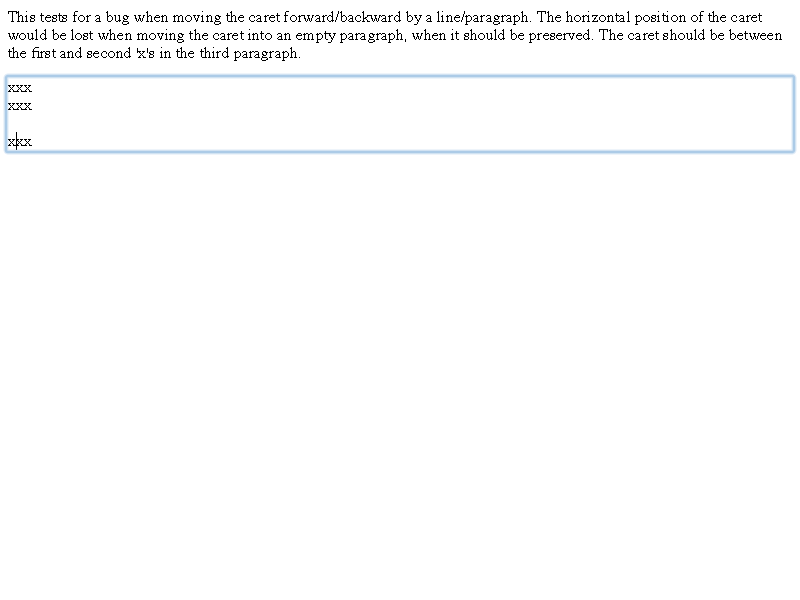 This tests for a bug when moving the caret forward/backward by a line/paragraph. The horizontal position of the caret
would be lost when moving the caret into an empty paragraph, when it should be preserved. The caret should be between
the first and second 'x's in the third paragraph.
xxx
xxx
xxx